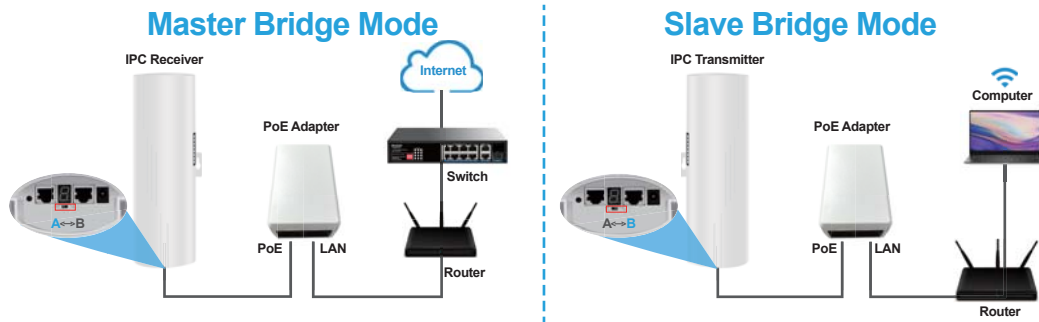 Master Bridge Mode
IPC Receiver
Internet
PoE Adapter
Switch
A↔B
PoE
LAN
Router
Slave Bridge Mode
IPC Transmitter
Computer
PoE Adapter
A↔B
PoE
LAN
Router